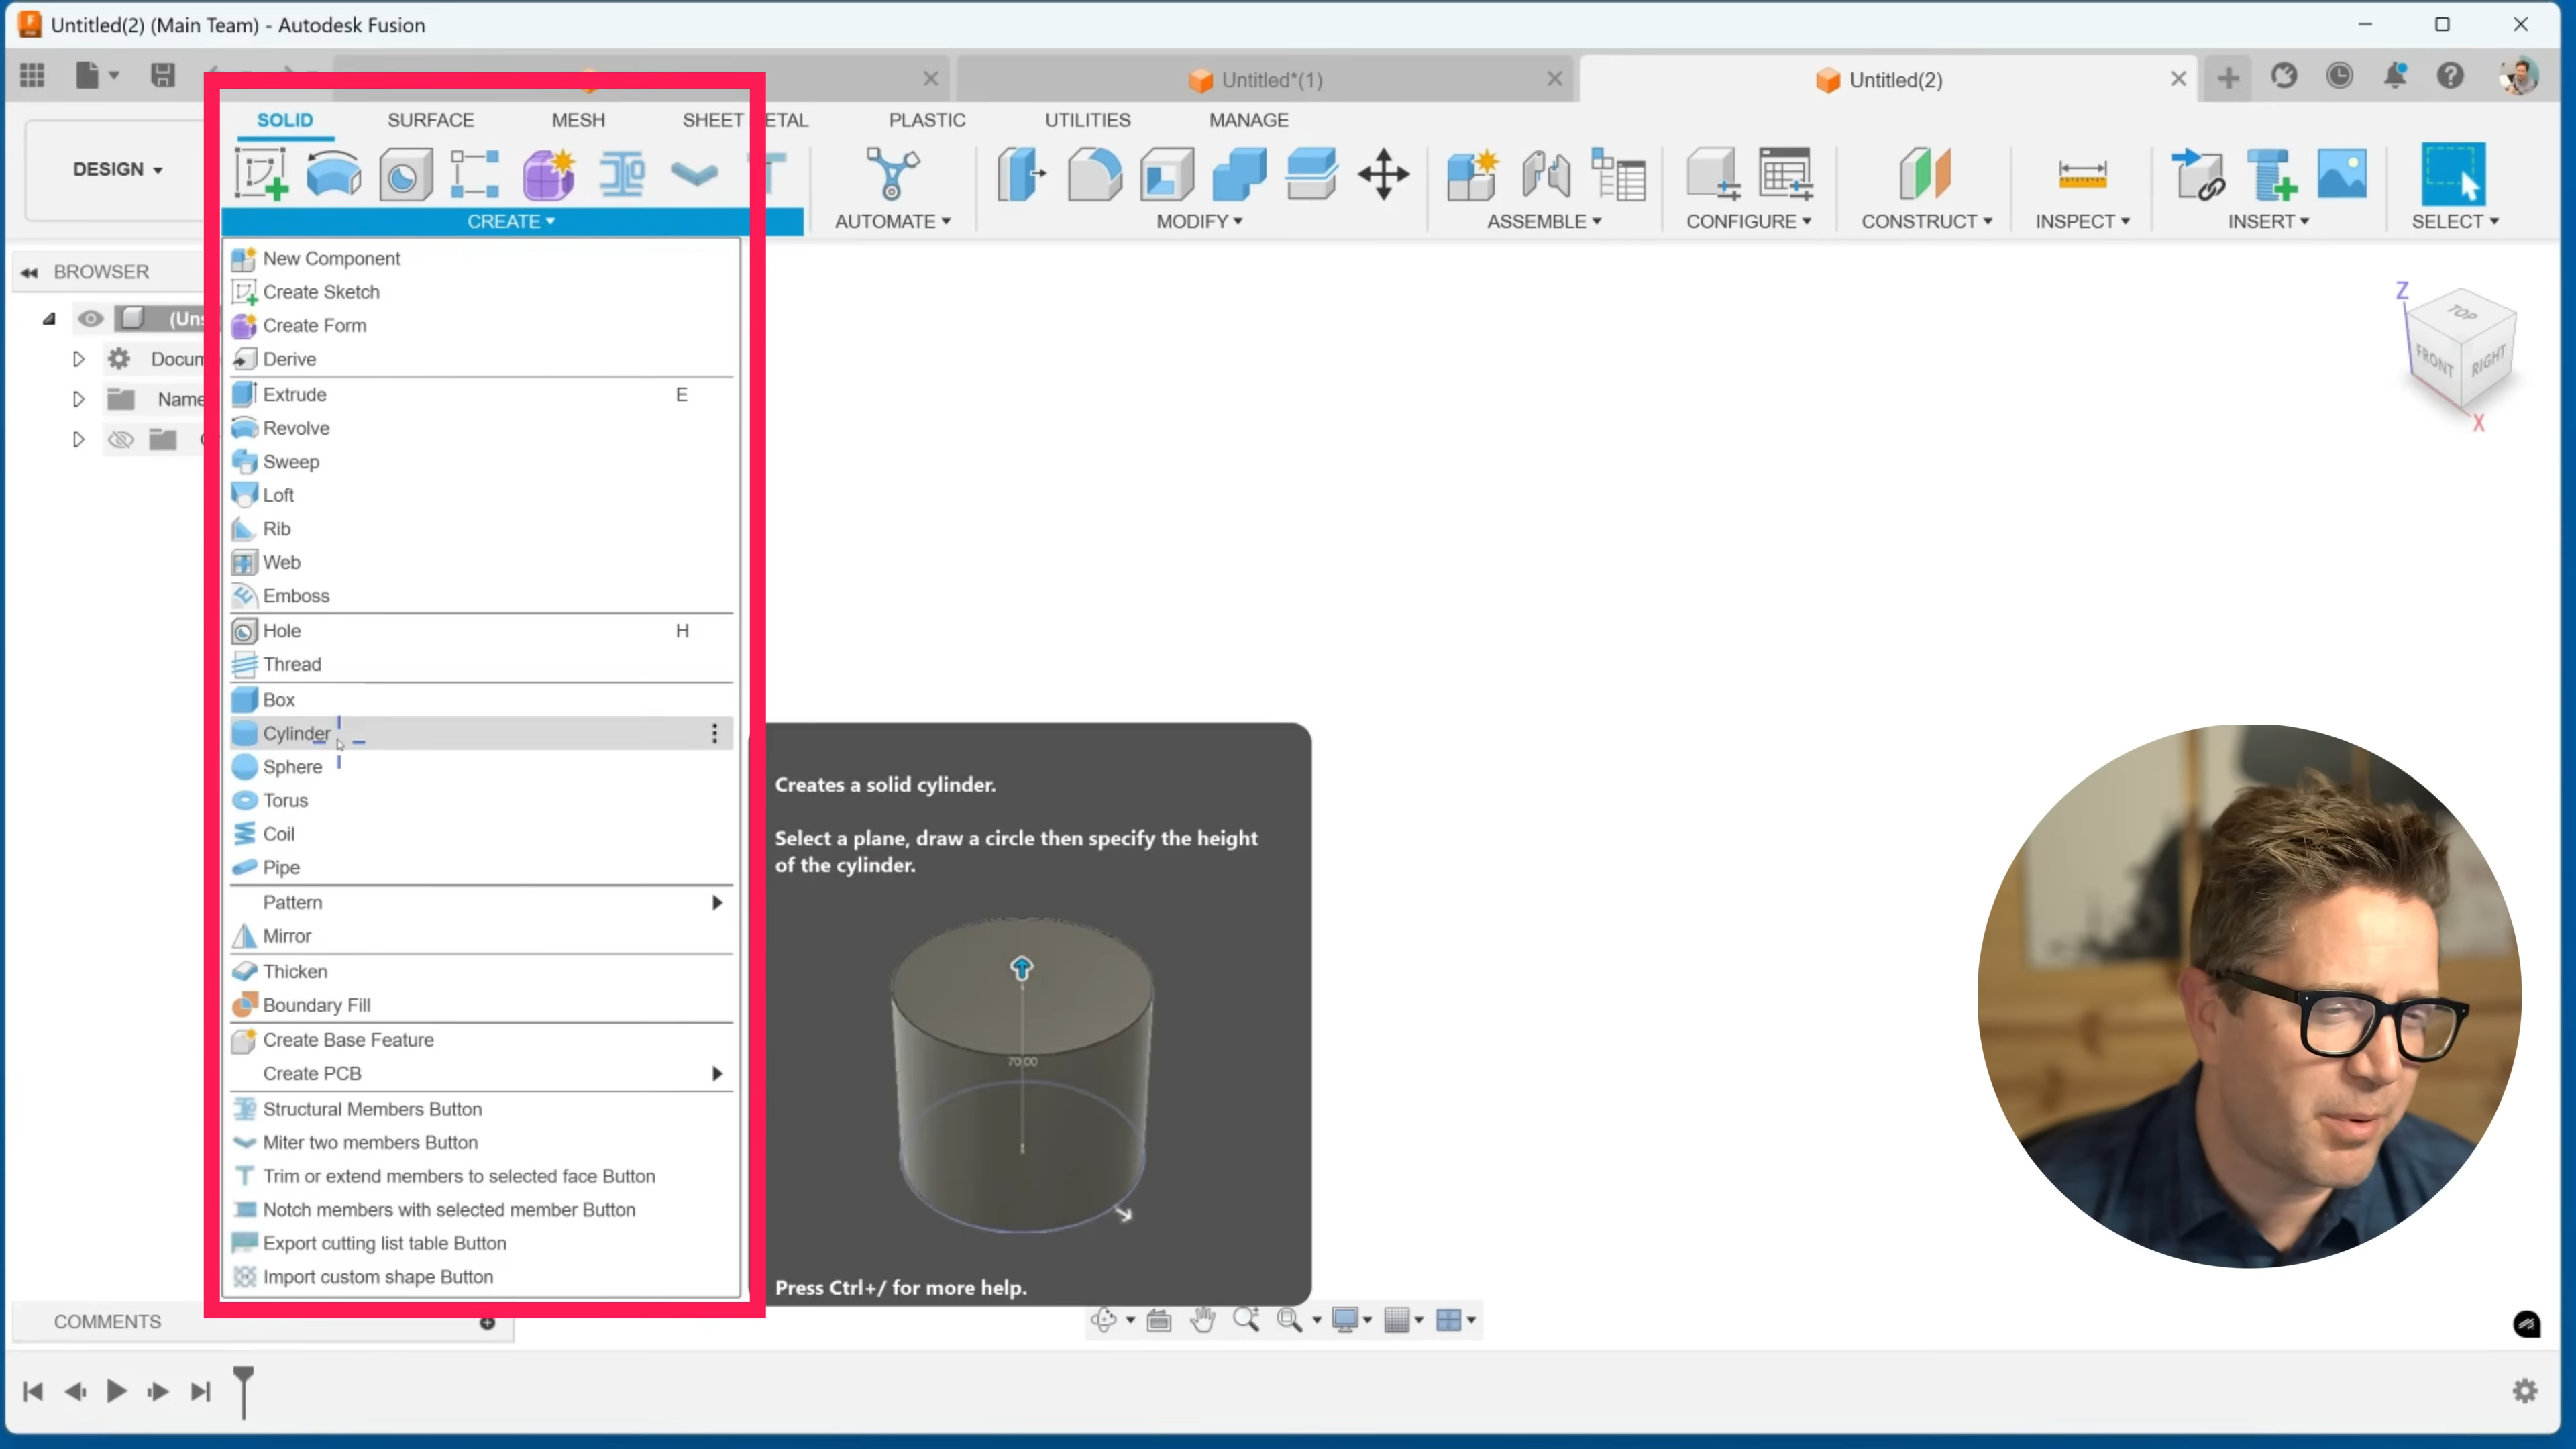 Untitled(2) (Main Team) - Autodesk Fusion
Untitled*(1)
Untitled(2)
SOLID
SURFACE
MESH
SHEET ETAL
PLASTIC
UTILITIES
MANAGE
DESIGN
CREATE
AUTOMATE
MODIFY
ASSEMBLE
CONFIGURE
CONSTRUCT
INSPECT
INSERT
SELECT
BROWSER
(Uns
Docum
Name
New Component
Create Sketch
Create Form
Derive
Extrude E
Revolve
Sweep
Loft
Rib
Web
Emboss
Hole H
Thread
Box
Cylinder
Sphere
Torus
Coil
Pipe
Pattern
Mirror
Thicken
Boundary Fill
Create Base Feature
Create PCB
Structural Members Button
Miter two members Button
Trim or extend members to selected face Button
Notch members with selected member Button
Export cutting list table Button
Import custom shape Button
Creates a solid cylinder.
Select a plane, draw a circle then specify the height
of the cylinder.
70.00
Press Ctrl+/ for more help.
Z
TOP
FRONT
RIGHT
X
COMMENTS